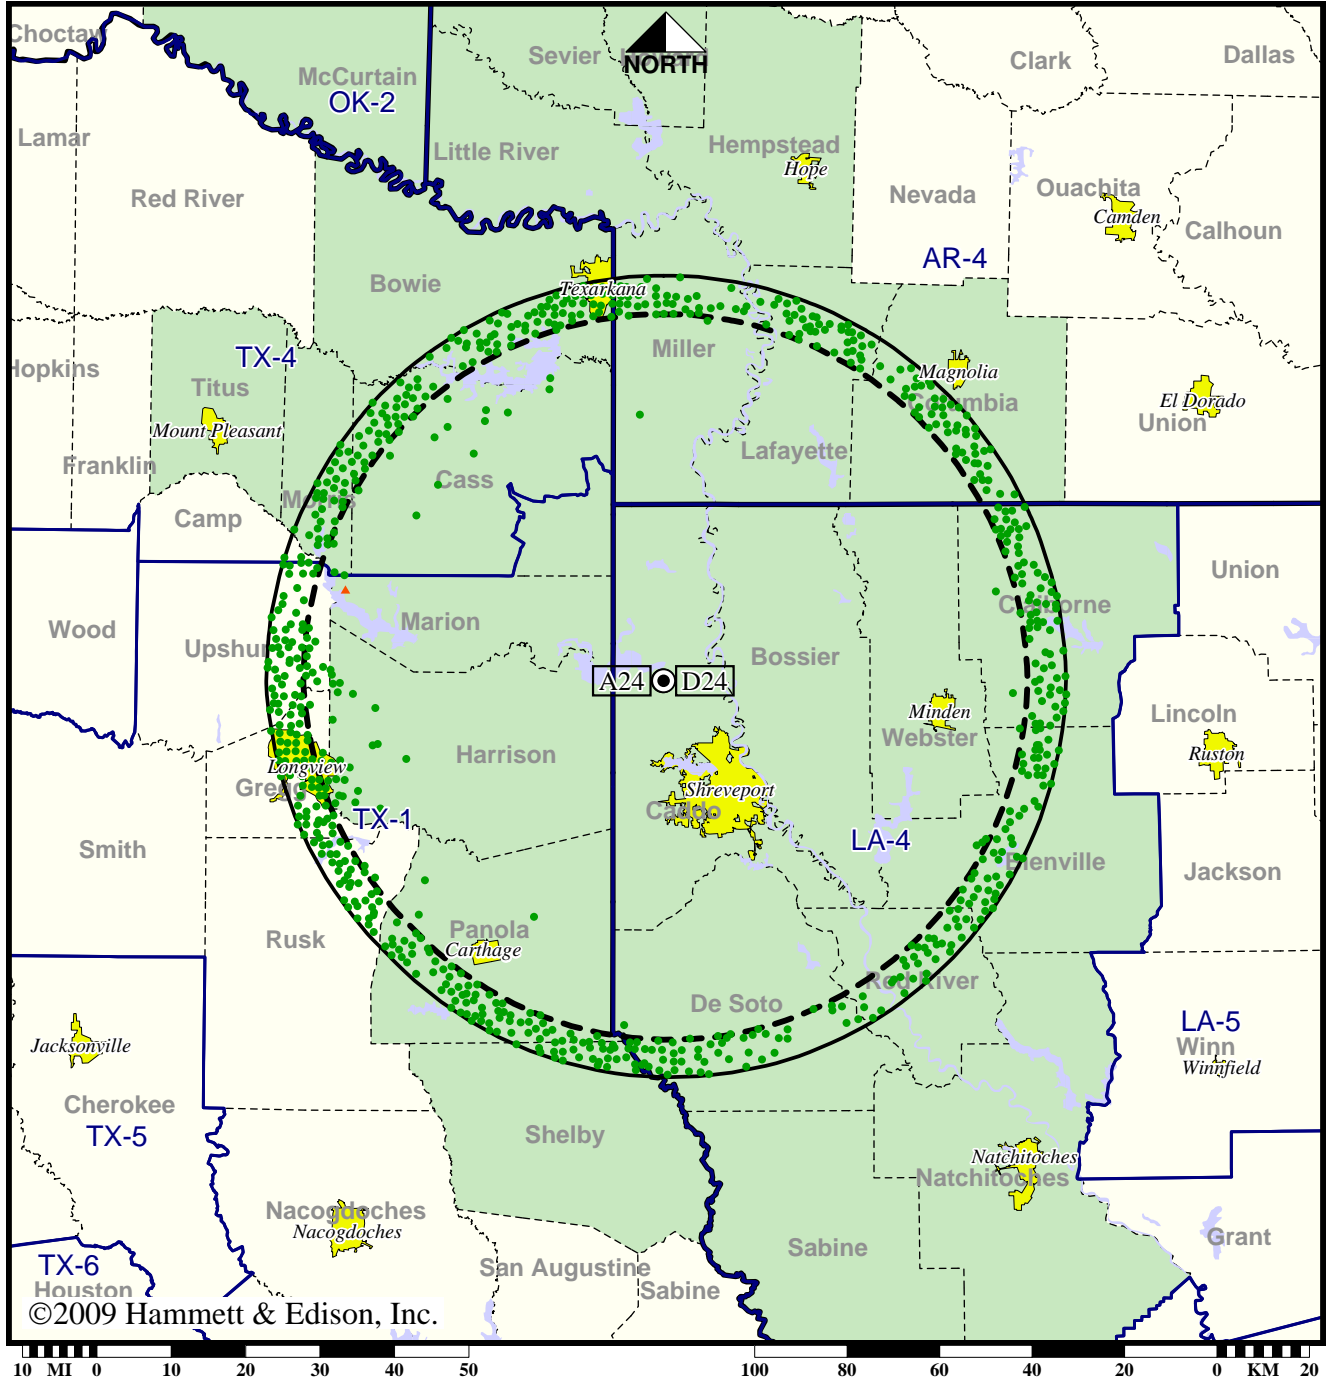 Choctaw
Sevier
Howard
NORTH
Clark
Dallas
McCurtain
OK-2
Lamar
Little River
Hempstead
Hope
Red River
Nevada
Ouachita
Camden
Calhoun
AR-4
Bowie
Texarkana
TX-4
Miller
Hopkins
Titus
Magnolia
Columbia
El Dorado
Union
Mount Pleasant
Franklin
Lafayette
Cass
Morris
Camp
Union
Claiborne
Wood
Marion
Upshur
Bossier
A24
D24
Minden
Webster
Lincoln
Ruston
Harrison
Longview
Gregg
Shreveport
Caddo
TX-1
LA-4
Smith
Bienville
Jackson
Rusk
Panola
Carthage
Red River
De Soto
LA-5
Winn
Winnfield
Jacksonville
Cherokee
TX-5
Shelby
Natchitoches
Natchitoches
Nacogdoches
Nacogdoches
Sabine
Grant
TX-6
Houston
San Augustine
Sabine
©2009 Hammett & Edison, Inc.
10 MI 0 10 20 30 40 50 100 80 60 40 20 0 KM 20